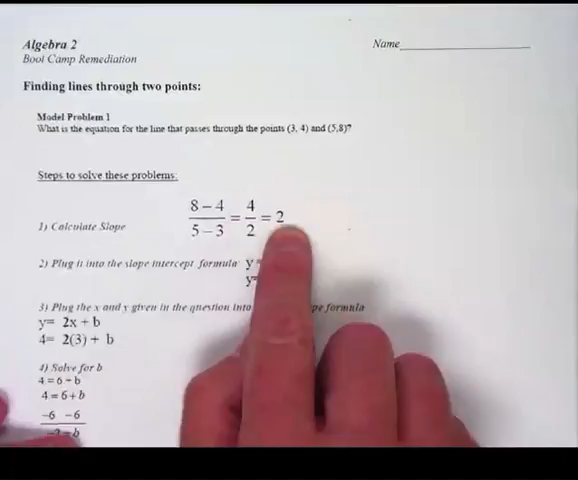 Algebra 2
Name
Boot Camp Remediation
Finding lines through two points:
Model Problem 1
What is the equation for the line that passes through the points (3, 4) and (5,8)?
Steps to solve these problems:
1) Calculate Slope
8 – 4 / 5 – 3 = 4 / 2 = 2
2) Plug it into the slope intercept formula y
y
3) Plug the x and y given in the question into pe formula
y= 2x + b
4= 2(3) + b
4) Solve for b
4 = 6 + b
4 = 6 + b
–6 –6
–2 = b